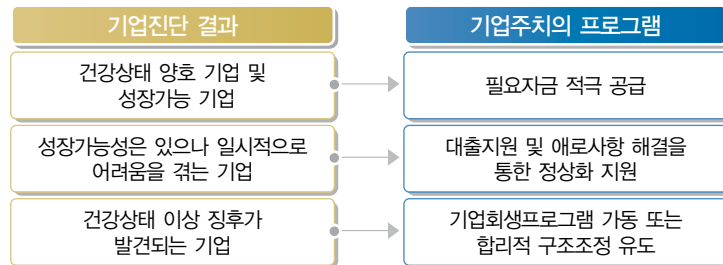 기업진단 결과
기업주치의 프로그램
건강상태 양호 기업 및
성장가능 기업
필요자금 적극 공급
성장가능성은 있으나 일시적으로
어려움을 겪는 기업
대출지원 및 애로사항 해결을
통한 정상화 지원
건강상태 이상 징후가
발견되는 기업
기업회생프로그램 가동 또는
합리적 구조조정 유도